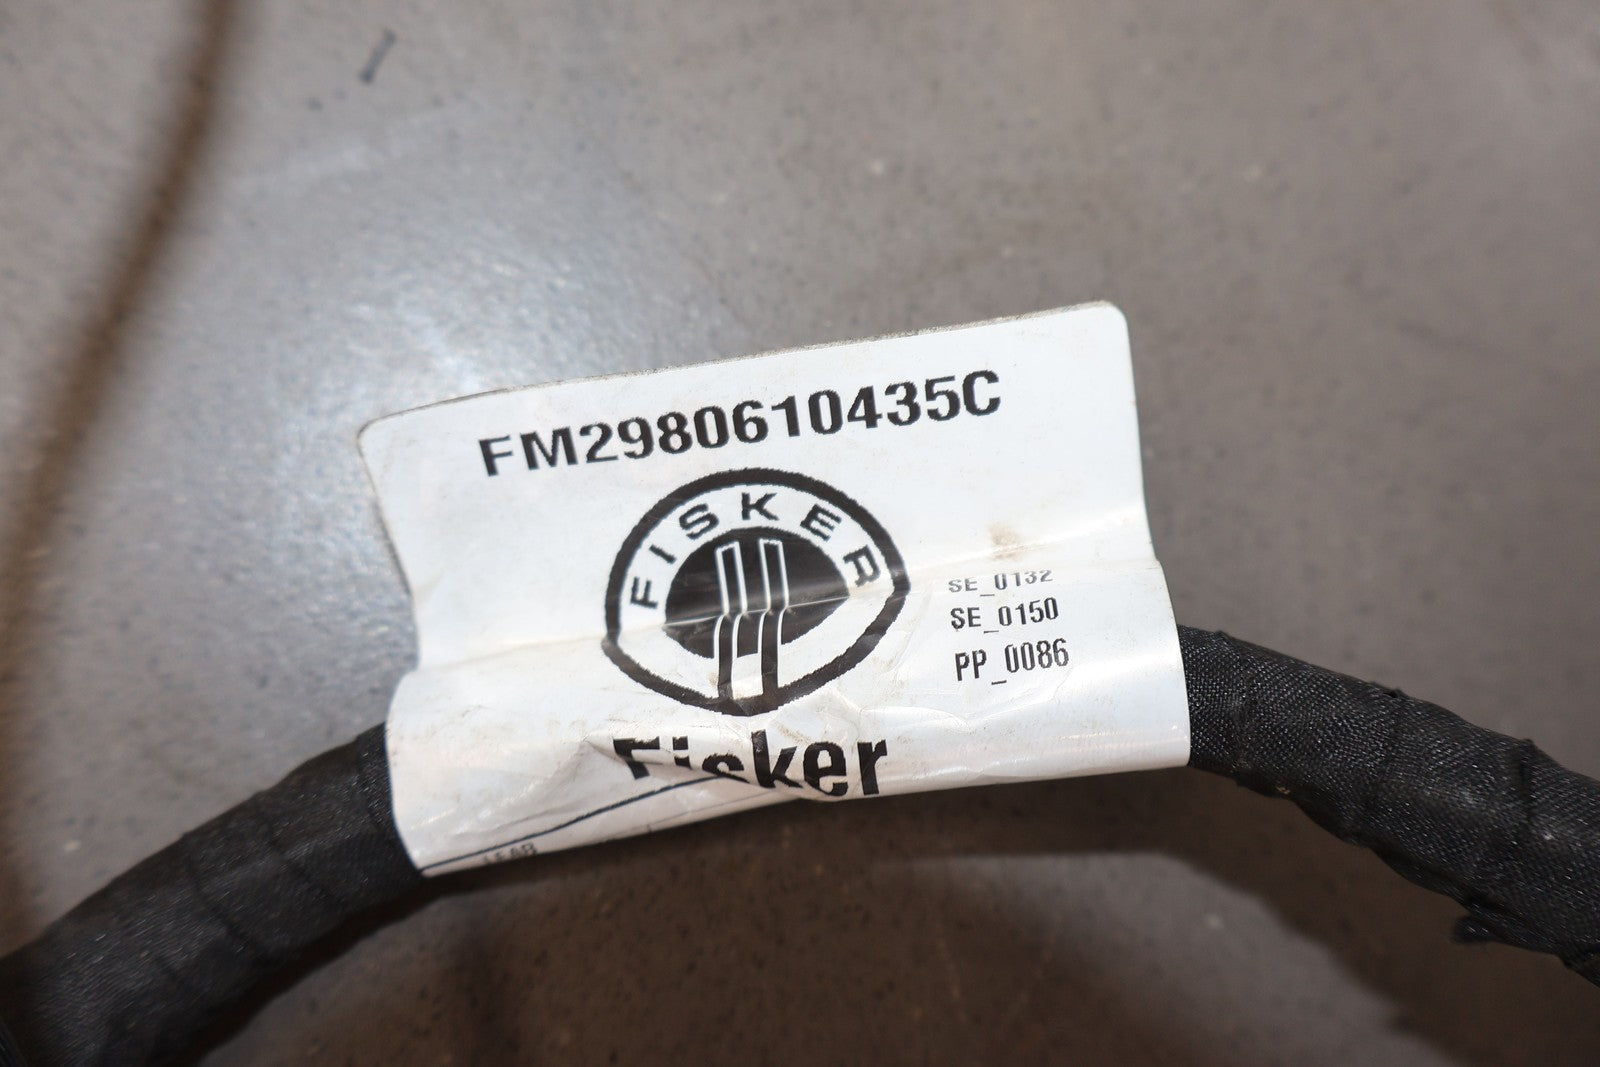 FM2980610435C
FISKER
SE_0132
SE_0150
PP_0086
Fisker